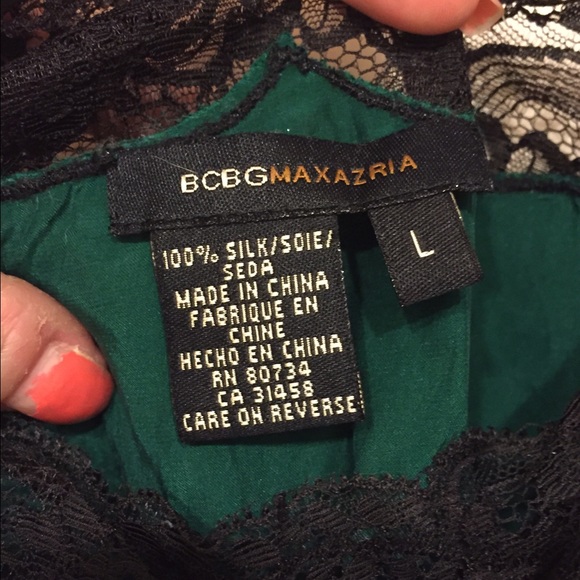 BCBGMAXAZRIA
L
100% SILK/SOIE/
SEDA
MADE IN CHINA
FABRIQUE EN
CHINE
HECHO EN CHINA
RN 80734
CA 31458
CARE ON REVERSE